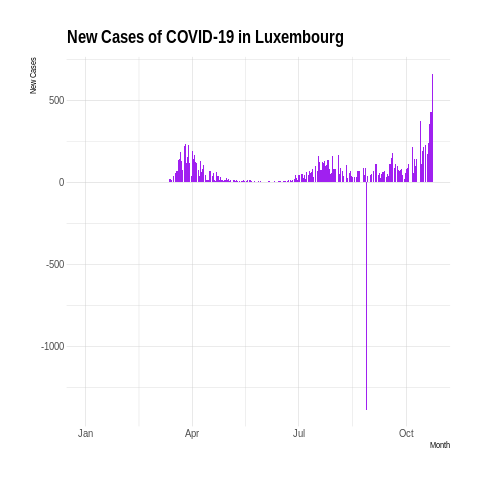 New Cases of COVID-19 in Luxembourg
New Cases
500
0
-500
-1000
Jan Apr Jul Oct
Month